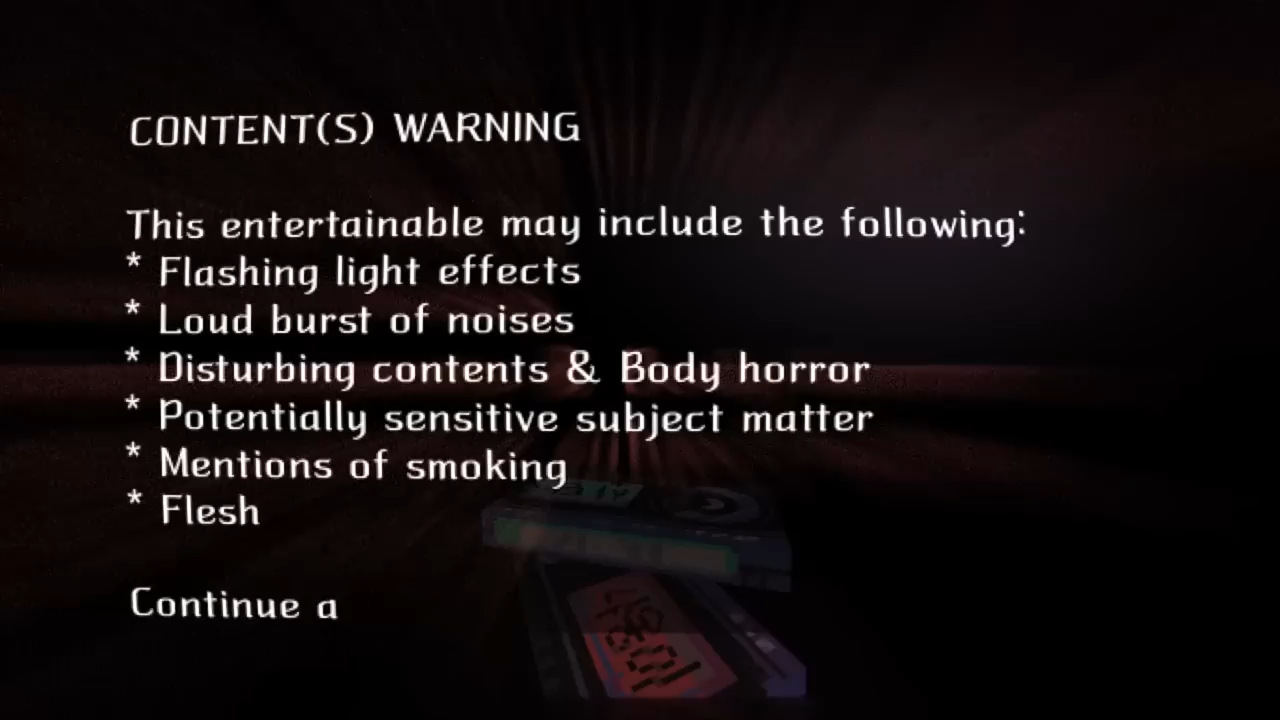 CONTENT(S) WARNING
This entertainable may include the following:
* Flashing light effects
* Loud burst of noises
* Disturbing contents & Body horror
* Potentially sensitive subject matter
* Mentions of smoking
* Flesh
Continue a